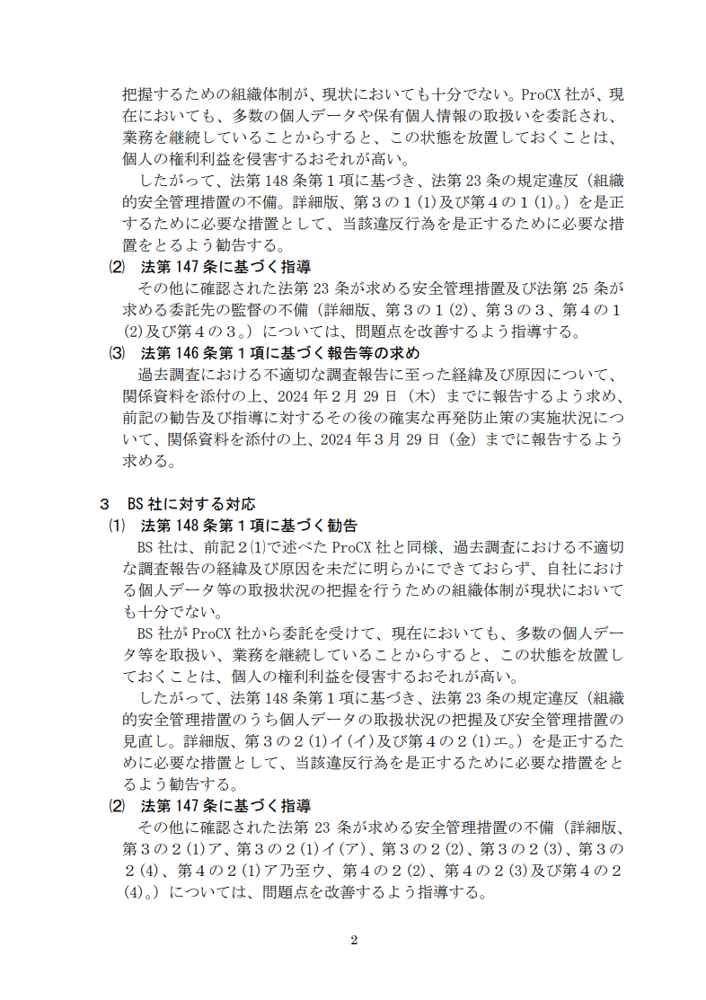 把握するための組織体制が、現状においても十分でない。ProCX 社が、現
在においても、多数の個人データや保有個人情報の取扱いを委託され、
業務を継続していることからすると、この状態を放置しておくことは、
個人の権利利益を侵害するおそれが高い。
したがって、法第 148 条第１項に基づき、法第 23 条の規定違反（組織
的安全管理措置の不備。詳細版、第３の１(1)及び第４の１(1)。）を是正
するために必要な措置として、当該違反行為を是正するために必要な措
置をとるよう勧告する。
⑵ 法第 147 条に基づく指導
その他に確認された法第 23 条が求める安全管理措置及び法第 25 条が
求める委託先の監督の不備（詳細版、第３の１(2)、第３の３、第４の１
(2)及び第４の３。）については、問題点を改善するよう指導する。
⑶ 法第 146 条第１項に基づく報告等の求め
過去調査における不適切な調査報告に至った経緯及び原因について、
関係資料を添付の上、2024 年２月 29 日（木）までに報告するよう求め、
前記の勧告及び指導に対するその後の確実な再発防止策の実施状況につ
いて、関係資料を添付の上、2024 年３月 29 日（金）までに報告するよう
求める。
３ BS 社に対する対応
⑴ 法第 148 条第１項に基づく勧告
BS 社は、前記２⑴で述べた ProCX 社と同様、過去調査における不適切
な調査報告の経緯及び原因を未だに明らかにできておらず、自社におけ
る個人データ等の取扱状況の把握を行うための組織体制が現状において
も十分でない。
BS 社が ProCX 社から委託を受けて、現在においても、多数の個人デー
タ等を取扱い、業務を継続していることからすると、この状態を放置し
ておくことは、個人の権利利益を侵害するおそれが高い。
したがって、法第 148 条第１項に基づき、法第 23 条の規定違反（組織
的安全管理措置のうち個人データの取扱状況の把握及び安全管理措置の
見直し。詳細版、第３の２(1)イ(イ)及び第４の２(1)エ。）を是正するた
めに必要な措置として、当該違反行為を是正するために必要な措置をと
るよう勧告する。
⑵ 法第 147 条に基づく指導
その他に確認された法第 23 条が求める安全管理措置の不備（詳細版、
第３の２(1)ア、第３の２(1)イ(ア)、第３の２(2)、第３の２(3)、第３の
２(4)、第４の２(1)ア乃至ウ、第４の２(2)、第４の２(3)及び第４の２
(4)。）については、問題点を改善するよう指導する。
2